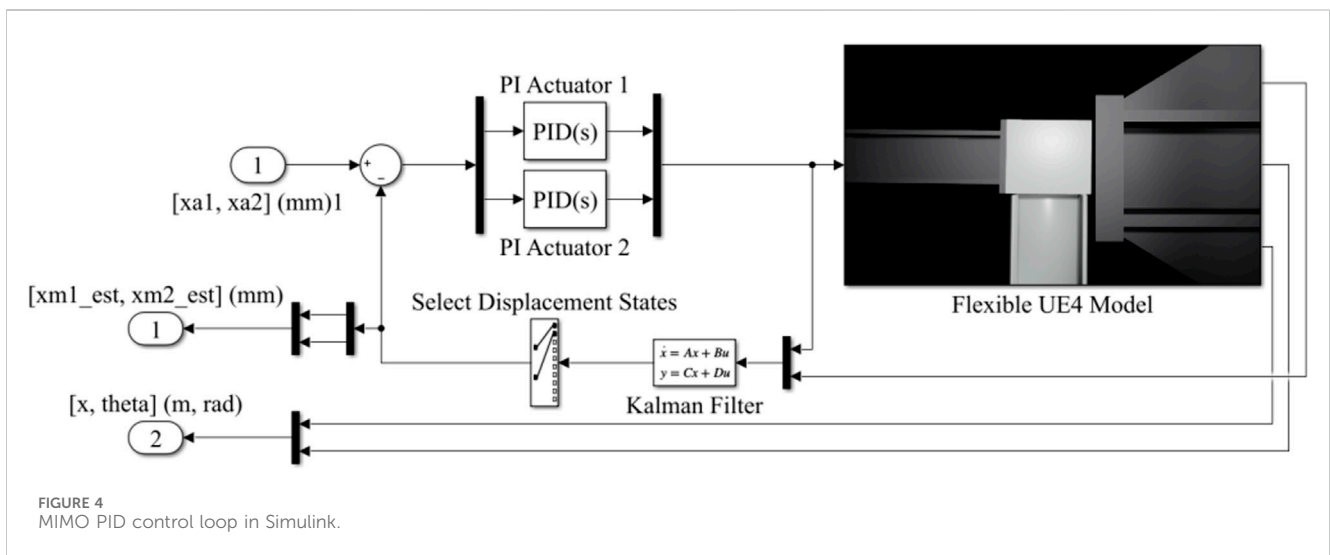 PI Actuator 1
PID(s)
1
+
−
[xa1, xa2] (mm)1
PID(s)
PI Actuator 2
Flexible UE4 Model
[xm1_est, xm2_est] (mm)
1
Select Displacement States
ẋ = Ax + Bu
y = Cx + Du
Kalman Filter
[x, theta] (m, rad)
2
FIGURE 4
MIMO PID control loop in Simulink.